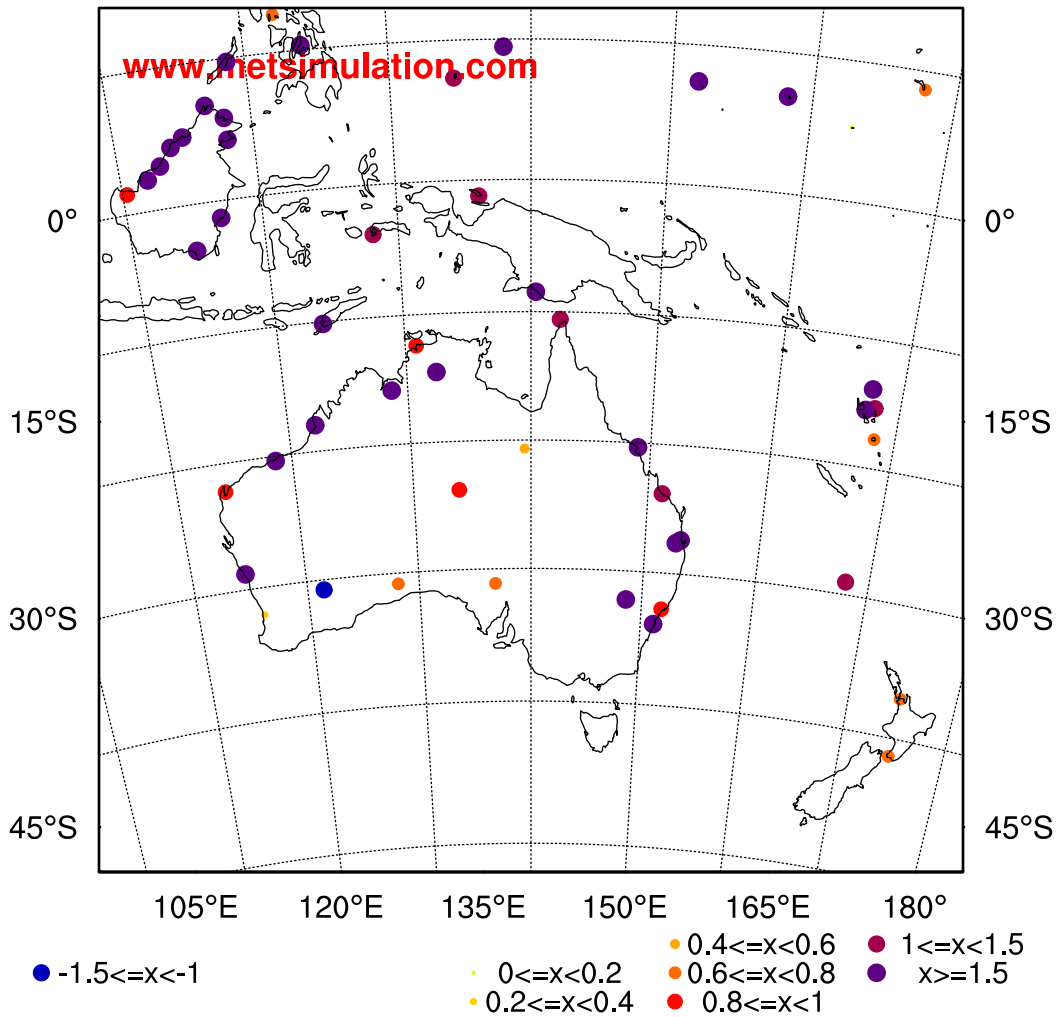 www.metsimulation.com
0° 0°
15°S 15°S
30°S 30°S
45°S 45°S
105°E 120°E 135°E 150°E 165°E 180°
0.4<=x<0.6 1<=x<1.5
-1.5<=x<-1 0<=x<0.2 0.6<=x<0.8 x>=1.5
0.2<=x<0.4 0.8<=x<1